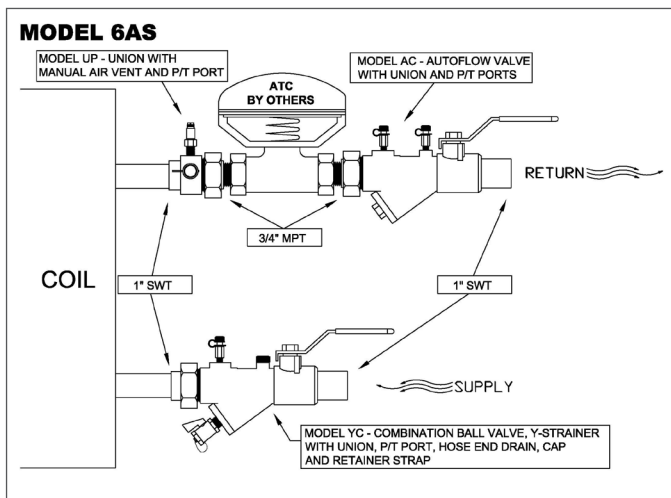 MODEL 6AS
MODEL UP - UNION WITH
MANUAL AIR VENT AND P/T PORT
ATC
BY OTHERS
MODEL AC - AUTOFLOW VALVE
WITH UNION AND P/T PORTS
RETURN
3/4" MPT
COIL
1" SWT
1" SWT
SUPPLY
MODEL YC - COMBINATION BALL VALVE, Y-STRAINER
WITH UNION, P/T PORT, HOSE END DRAIN, CAP
AND RETAINER STRAP